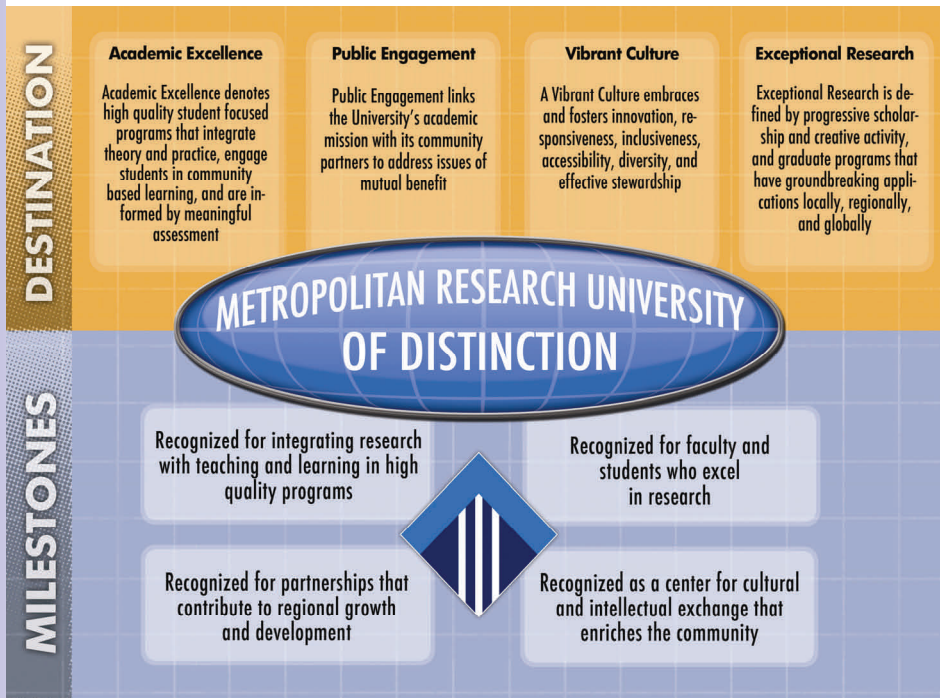 DESTINATION
Academic Excellence
Academic Excellence denotes
high quality student focused
programs that integrate
theory and practice, engage
students in community
based learning, and are in-
formed by meaningful
assessment
Public Engagement
Public Engagement links
the University's academic
mission with its community
partners to address issues of
mutual benefit
Vibrant Culture
A Vibrant Culture embraces
and fosters innovation, re-
sponsiveness, inclusiveness,
accessibility, diversity, and
effective stewardship
Exceptional Research
Exceptional Research is de-
fined by progressive scholar-
ship and creative activity,
and graduate programs that
have groundbreaking appli-
cations locally, regionally,
and globally
METROPOLITAN RESEARCH UNIVERSITY
OF DISTINCTION
MILESTONES
Recognized for integrating research
with teaching and learning in high
quality programs
Recognized for faculty and
students who excel
in research
Recognized for partnerships that
contribute to regional growth
and development
Recognized as a center for cultural
and intellectual exchange that
enriches the community